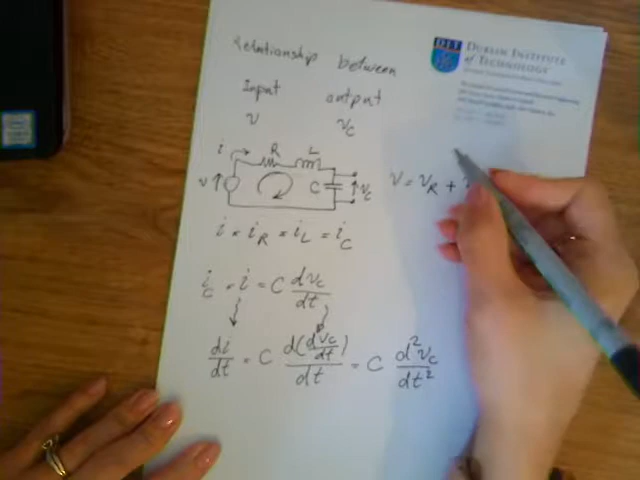 Relationship between
Input output
v v_C
DIT DUBLIN INSTITUTE
of TECHNOLOGY
i R L
v C v_C
v = v_R +
i = i_R = i_L = i_C
i_C = i = C dv_C/dt
di/dt = C d(dv_C/dt)/dt = C d²v_C/dt²